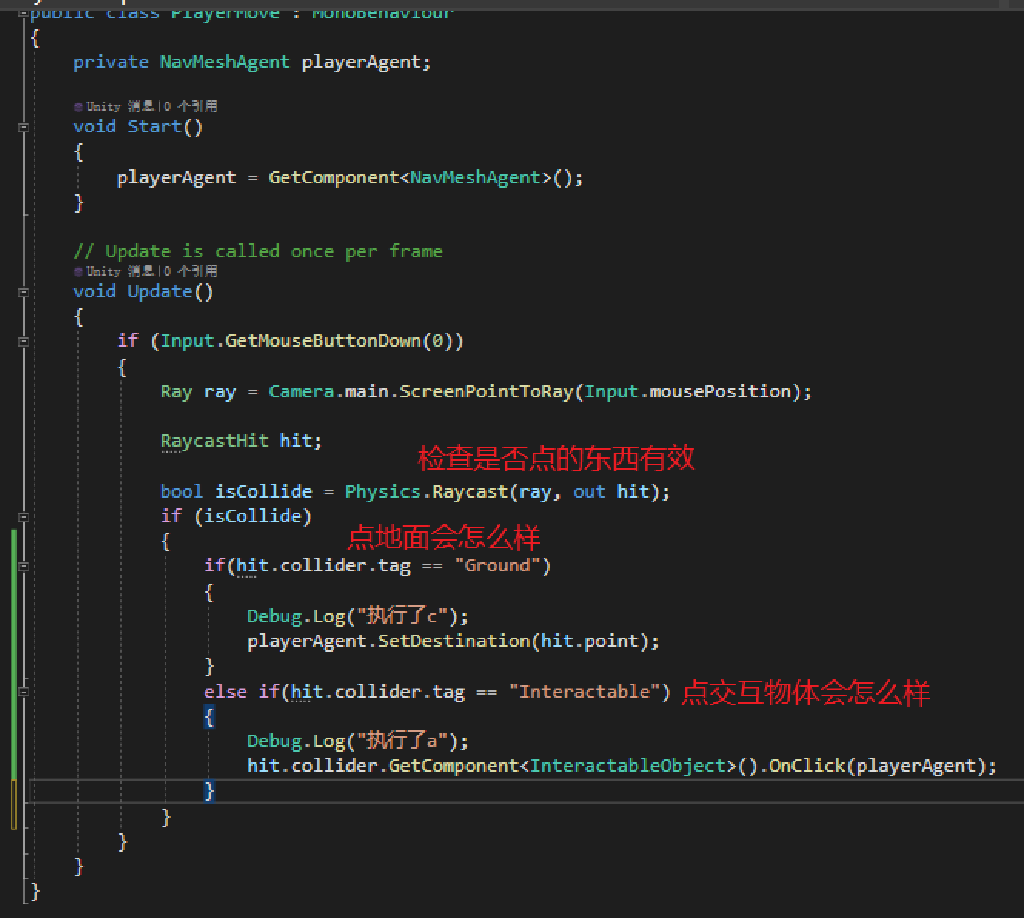 public class PlayerMove : MonoBehaviour
{
private NavMeshAgent playerAgent;
Unity 消息|0 个引用
void Start()
{
playerAgent = GetComponent<NavMeshAgent>();
}
// Update is called once per frame
Unity 消息|0 个引用
void Update()
{
if (Input.GetMouseButtonDown(0))
{
Ray ray = Camera.main.ScreenPointToRay(Input.mousePosition);
RaycastHit hit;
检查是否点的东西有效
bool isCollide = Physics.Raycast(ray, out hit);
if (isCollide)
点地面会怎么样
{
if(hit.collider.tag == "Ground")
{
Debug.Log("执行了c");
playerAgent.SetDestination(hit.point);
}
else if(hit.collider.tag == "Interactable") 点交互物体会怎么样
{
Debug.Log("执行了a");
hit.collider.GetComponent<InteractableObject>().OnClick(playerAgent);
}
}
}
}
}